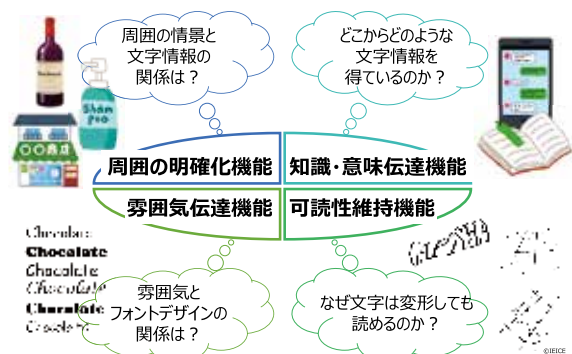 周囲の情景と
文字情報の
関係は？
どこからどのような
文字情報を
得ているのか？
Sham
poo
周囲の明確化機能
知識・意味伝達機能
雰囲気伝達機能
可読性維持機能
Chocolate
Chocolate
Chocolate
Chocolate
Chocolate
Chocolate
雰囲気と
フォントデザインの
関係は？
なぜ文字は変形しても
読めるのか？
©IEICE